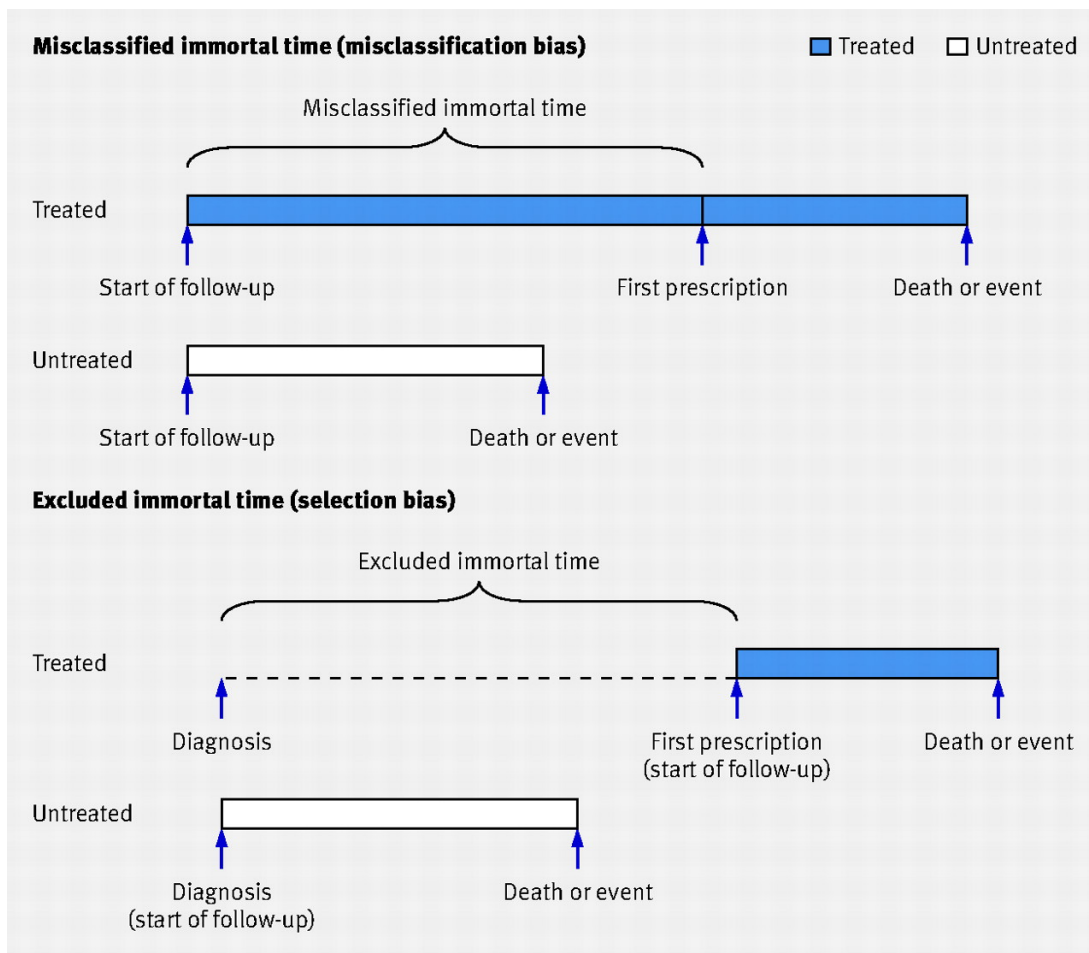 Misclassified immortal time (misclassification bias)
Treated
Untreated
Misclassified immortal time
Treated
Start of follow-up
First prescription
Death or event
Untreated
Start of follow-up
Death or event
Excluded immortal time (selection bias)
Excluded immortal time
Treated
Diagnosis
First prescription
(start of follow-up)
Death or event
Untreated
Diagnosis
(start of follow-up)
Death or event